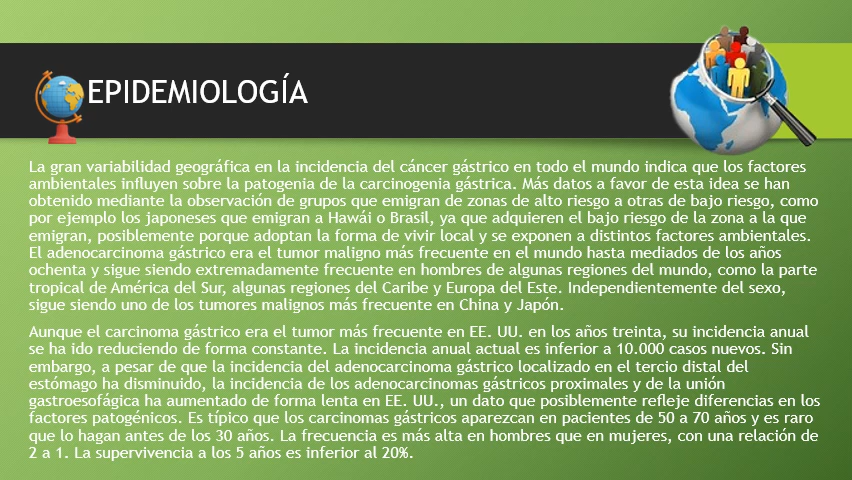 EPIDEMIOLOGÍA
La gran variabilidad geográfica en la incidencia del cáncer gástrico en todo el mundo indica que los factores
ambientales influyen sobre la patogenia de la carcinogenia gástrica. Más datos a favor de esta idea se han
obtenido mediante la observación de grupos que emigran de zonas de alto riesgo a otras de bajo riesgo, como
por ejemplo los japoneses que emigran a Hawái o Brasil, ya que adquieren el bajo riesgo de la zona a la que
emigran, posiblemente porque adoptan la forma de vivir local y se exponen a distintos factores ambientales.
El adenocarcinoma gástrico era el tumor maligno más frecuente en el mundo hasta mediados de los años
ochenta y sigue siendo extremadamente frecuente en hombres de algunas regiones del mundo, como la parte
tropical de América del Sur, algunas regiones del Caribe y Europa del Este. Independientemente del sexo,
sigue siendo uno de los tumores malignos más frecuente en China y Japón.
Aunque el carcinoma gástrico era el tumor más frecuente en EE. UU. en los años treinta, su incidencia anual
se ha ido reduciendo de forma constante. La incidencia anual actual es inferior a 10.000 casos nuevos. Sin
embargo, a pesar de que la incidencia del adenocarcinoma gástrico localizado en el tercio distal del
estómago ha disminuido, la incidencia de los adenocarcinomas gástricos proximales y de la unión
gastroesofágica ha aumentado de forma lenta en EE. UU., un dato que posiblemente refleje diferencias en los
factores patogénicos. Es típico que los carcinomas gástricos aparezcan en pacientes de 50 a 70 años y es raro
que lo hagan antes de los 30 años. La frecuencia es más alta en hombres que en mujeres, con una relación de
2 a 1. La supervivencia a los 5 años es inferior al 20%.